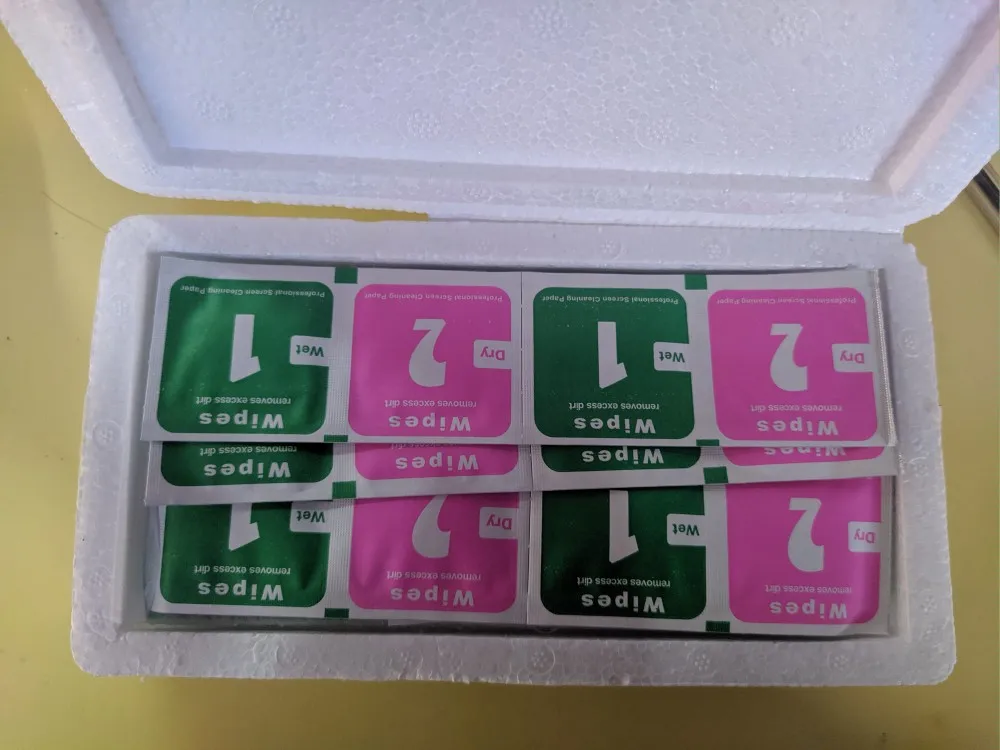 Wipes
removes excess dirt
Wet
1
Professional Screen Cleaning Paper
Wipes
removes excess dirt
Dry
2
Professional Screen Cleaning Paper
Wipes
removes excess dirt
Wet
1
Professional Screen Cleaning Paper
Wipes
removes excess dirt
Dry
2
Professional Screen Cleaning Paper
Wipes
removes excess dirt
Wipes
Wipes
Wipes
Wipes
removes excess dirt
Wet
1
Wipes
removes excess dirt
Dry
2
Wipes
removes excess dirt
Wet
1
Wipes
removes excess dirt
Dry
2